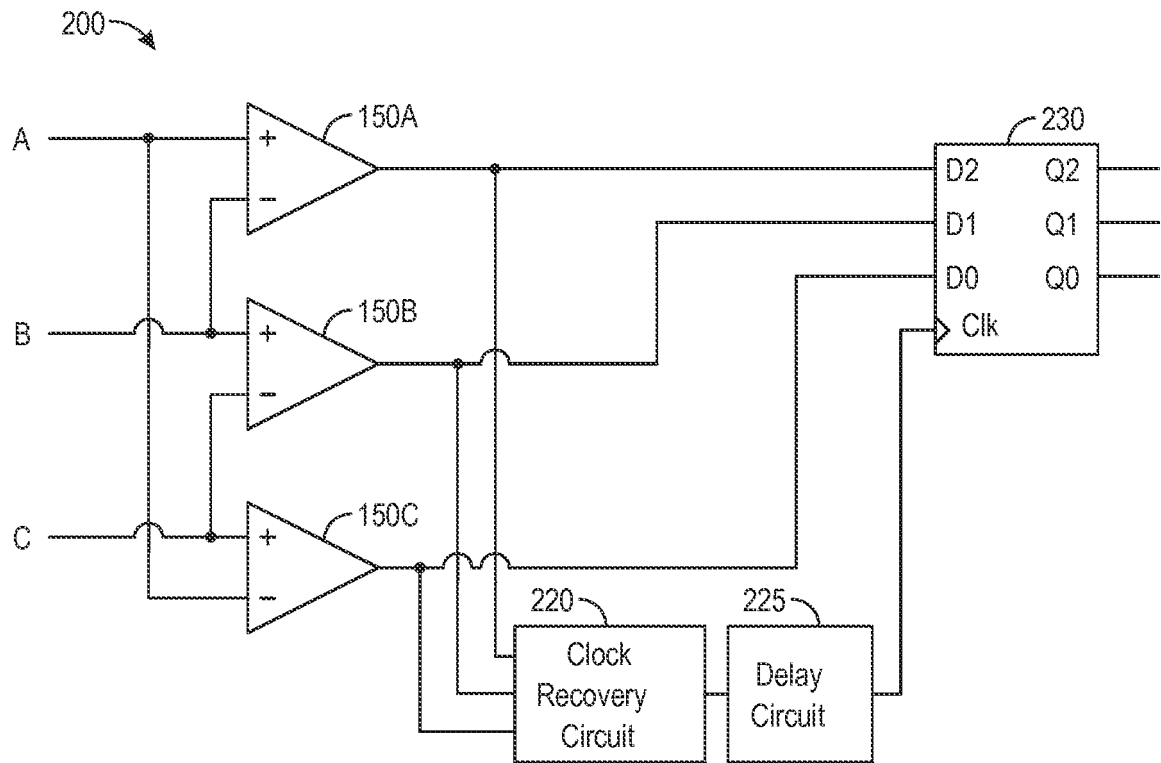 200
A
+
−
150A
B
+
−
150B
C
+
−
150C
230
D2 Q2
D1 Q1
D0 Q0
Clk
220
Clock
Recovery
Circuit
225
Delay
Circuit